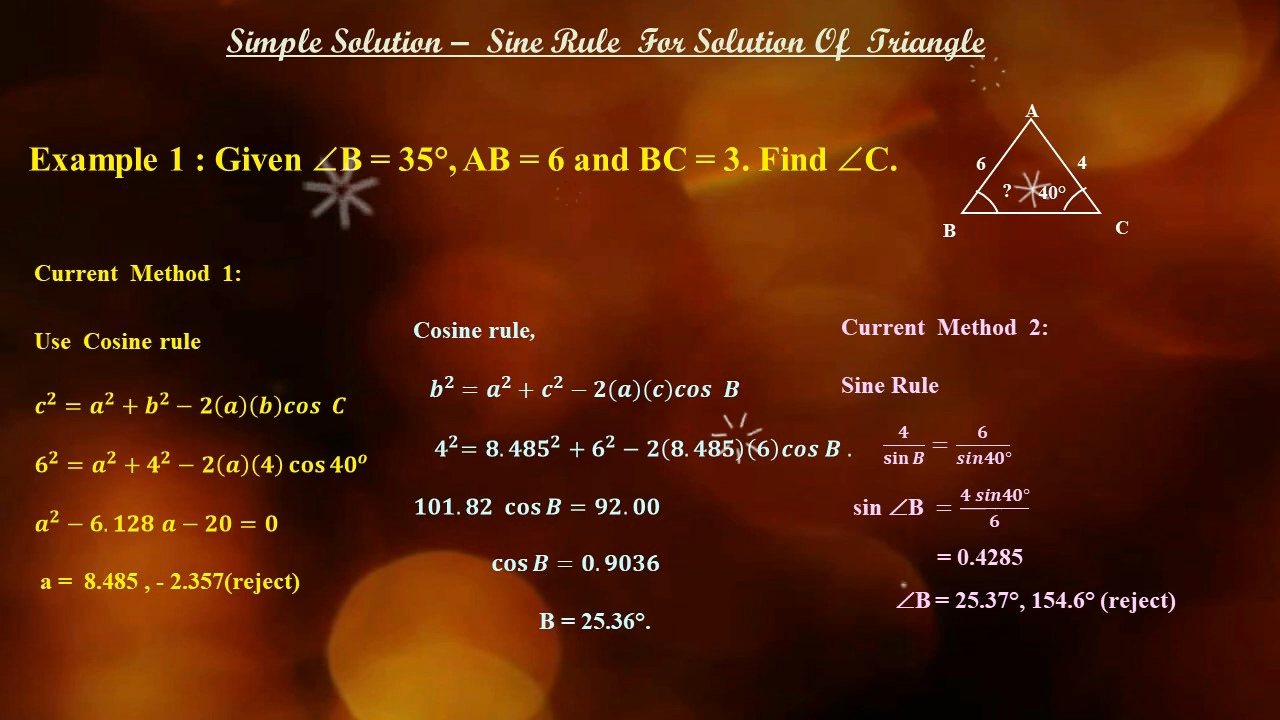 Simple Solution – Sine Rule For Solution Of Triangle
Example 1 : Given ∠B = 35°, AB = 6 and BC = 3. Find ∠C.
A
6
4
?
40°
B
C
Current Method 1:
Use Cosine rule
c² = a² + b² − 2(a)(b)cos C
6² = a² + 4² − 2(a)(4) cos 40ᵒ
a² − 6.128 a − 20 = 0
a = 8.485 , - 2.357(reject)
Cosine rule,
b² = a² + c² − 2(a)(c)cos B
4² = 8.485² + 6² − 2(8.485)(6)cos B .
101.82 cos B = 92.00
cos B = 0.9036
B = 25.36°.
Current Method 2:
Sine Rule
4/sin B = 6/sin40°
sin ∠B = 4 sin40°/6
= 0.4285
∠B = 25.37°, 154.6° (reject)